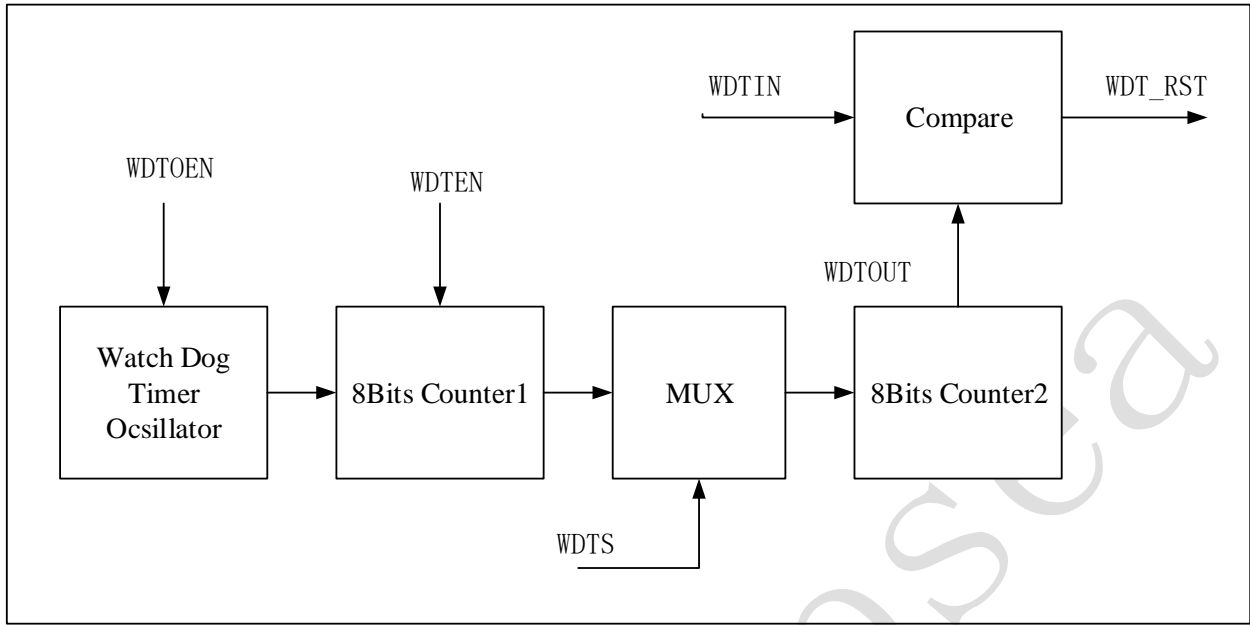 WDTIN
WDT_RST
Compare
WDTOEN
WDTEN
WDTOUT
Watch Dog
Timer
Ocsillator
8Bits Counter1
MUX
8Bits Counter2
WDTS